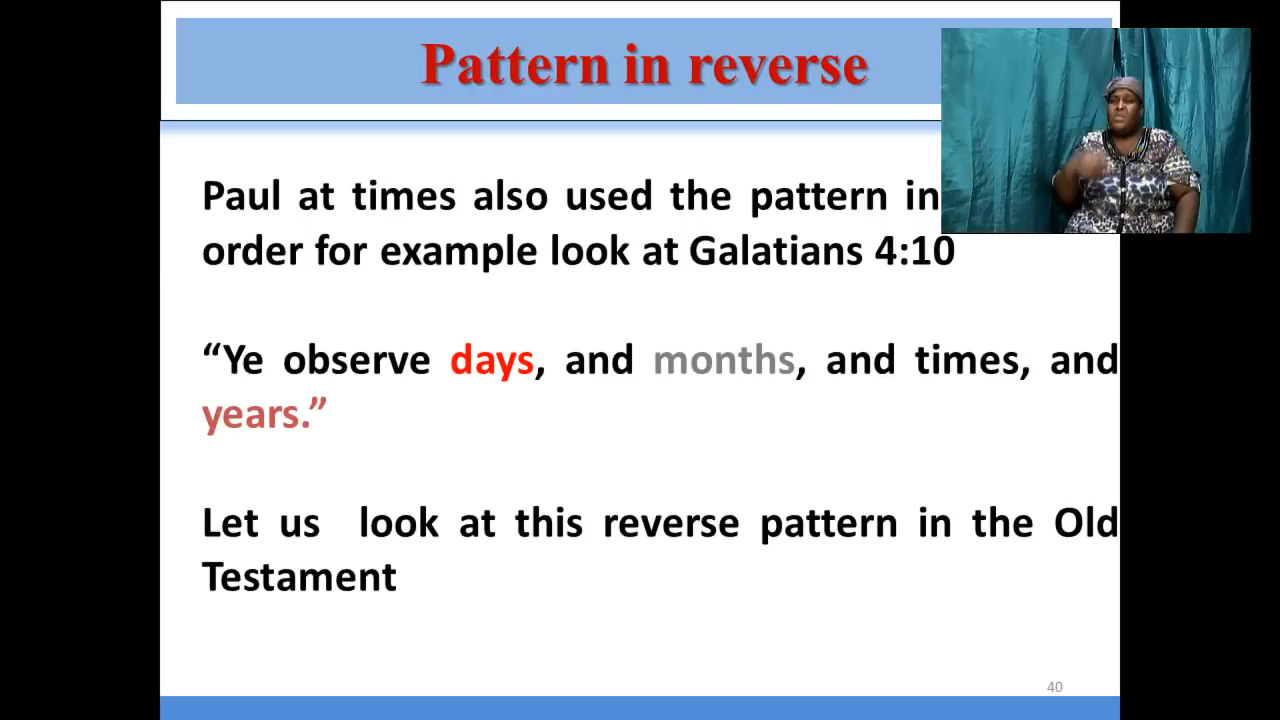 Pattern in reverse
Paul at times also used the pattern in
order for example look at Galatians 4:10
“Ye observe days, and months, and times, and
years.”
Let us look at this reverse pattern in the Old
Testament
40